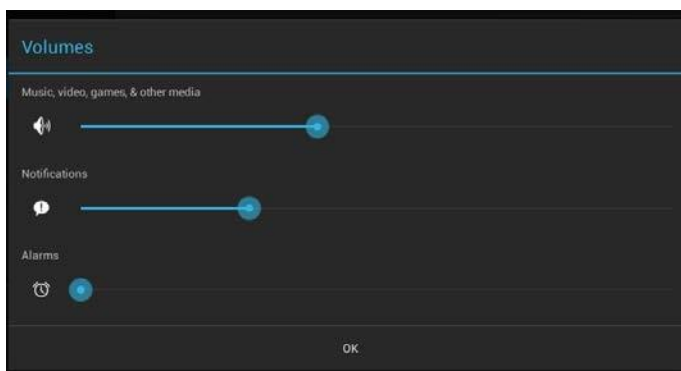 Volumes
Music, video, games, & other media
Notifications
Alarms
OK